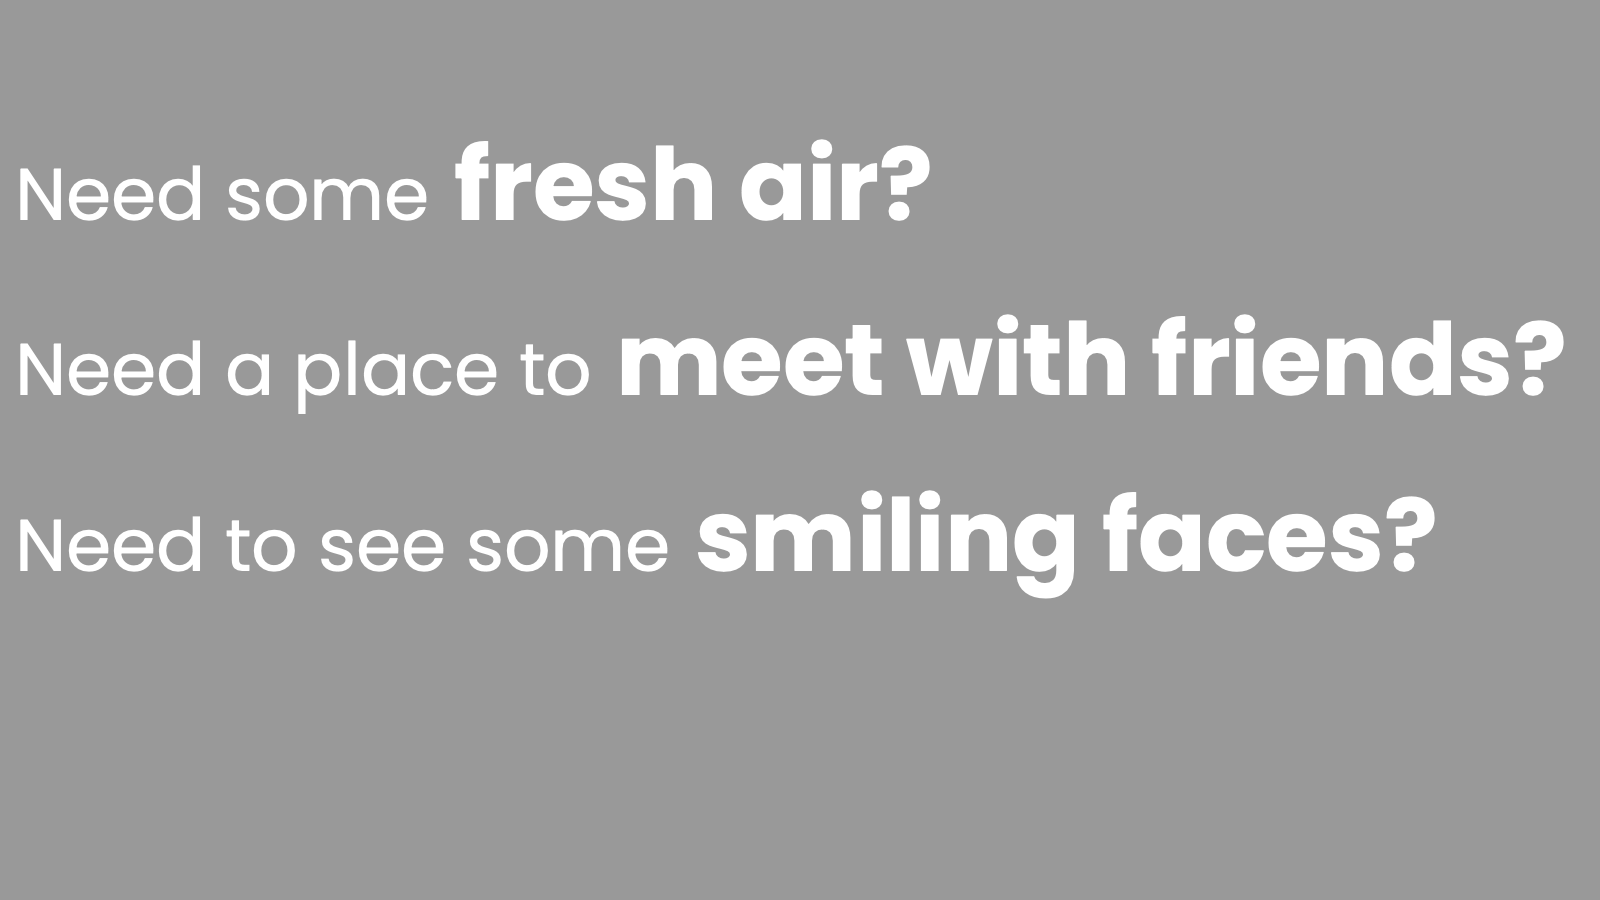 Need some fresh air?
Need a place to meet with friends?
Need to see some smiling faces?